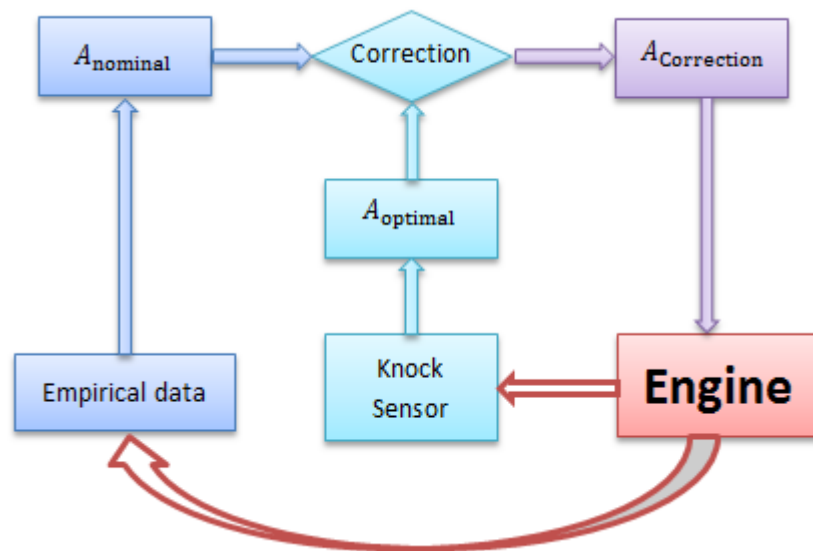 A_nominal
Correction
A_Correction
A_optimal
Empirical data
Knock
Sensor
Engine